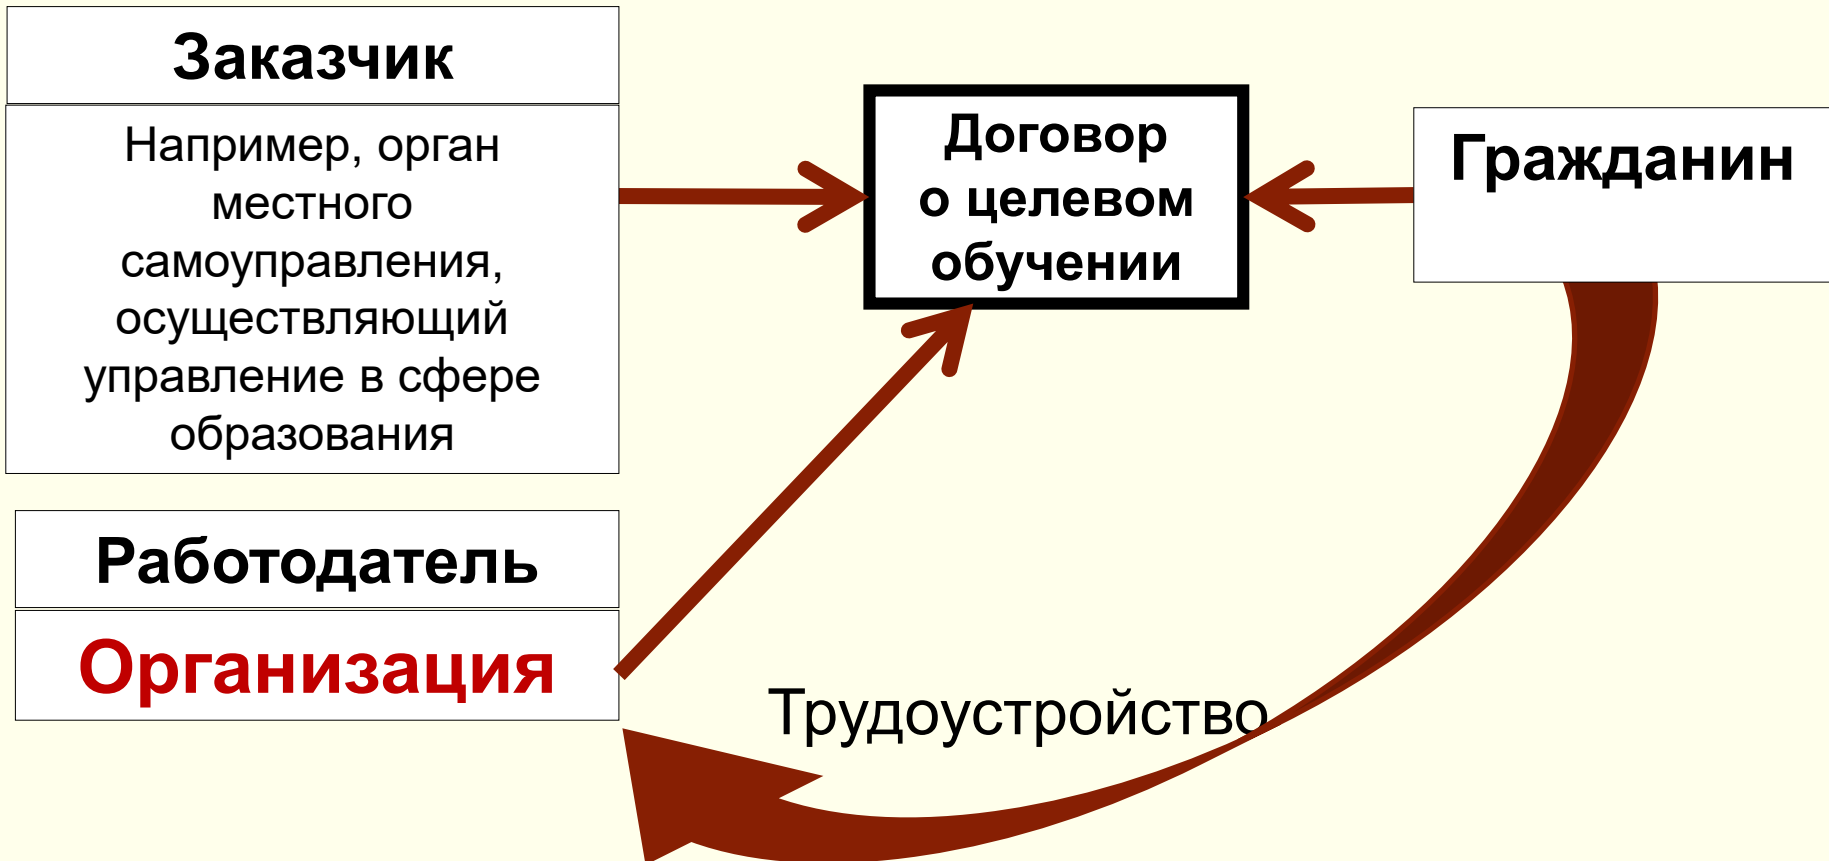 Заказчик
Например, орган
местного
самоуправления,
осуществляющий
управление в сфере
образования
Договор
о целевом
обучении
Гражданин
Работодатель
Организация
Трудоустройство